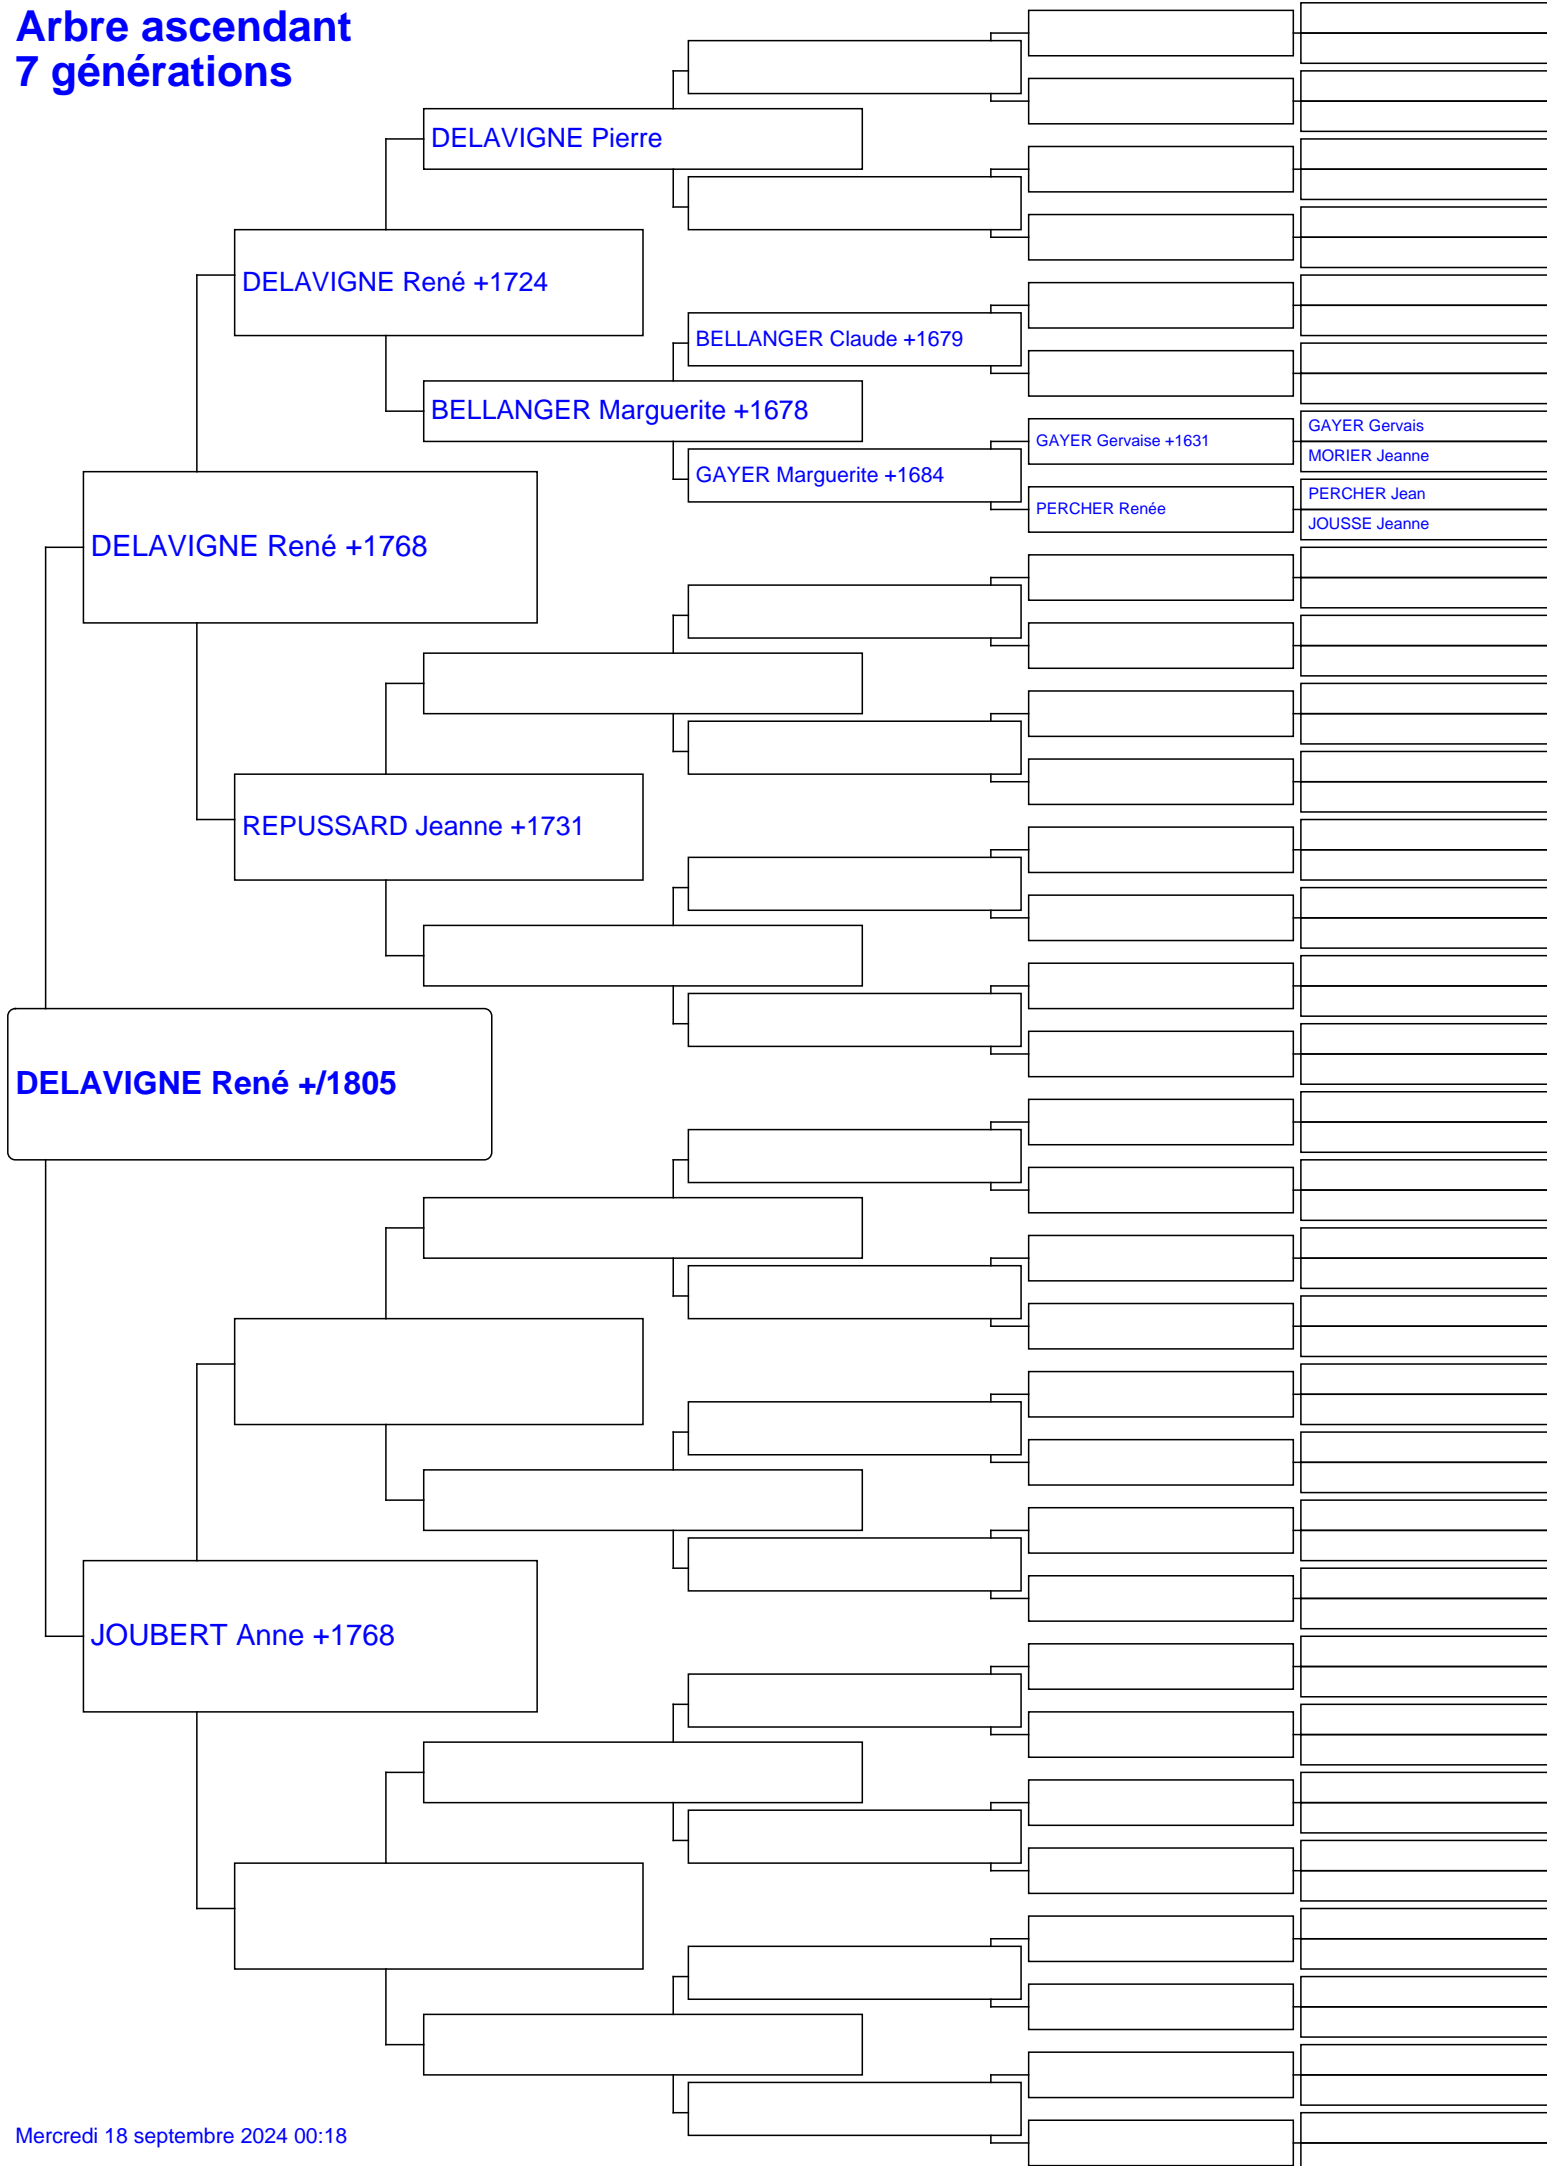 Arbre ascendant
7 générations
DELAVIGNE Pierre
DELAVIGNE René +1724
BELLANGER Claude +1679
BELLANGER Marguerite +1678
GAYER Gervais
GAYER Gervaise +1631
MORIER Jeanne
GAYER Marguerite +1684
PERCHER Jean
PERCHER Renée
JOUSSE Jeanne
DELAVIGNE René +1768
REPUSSARD Jeanne +1731
DELAVIGNE René +/1805
JOUBERT Anne +1768
Mercredi 18 septembre 2024 00:18